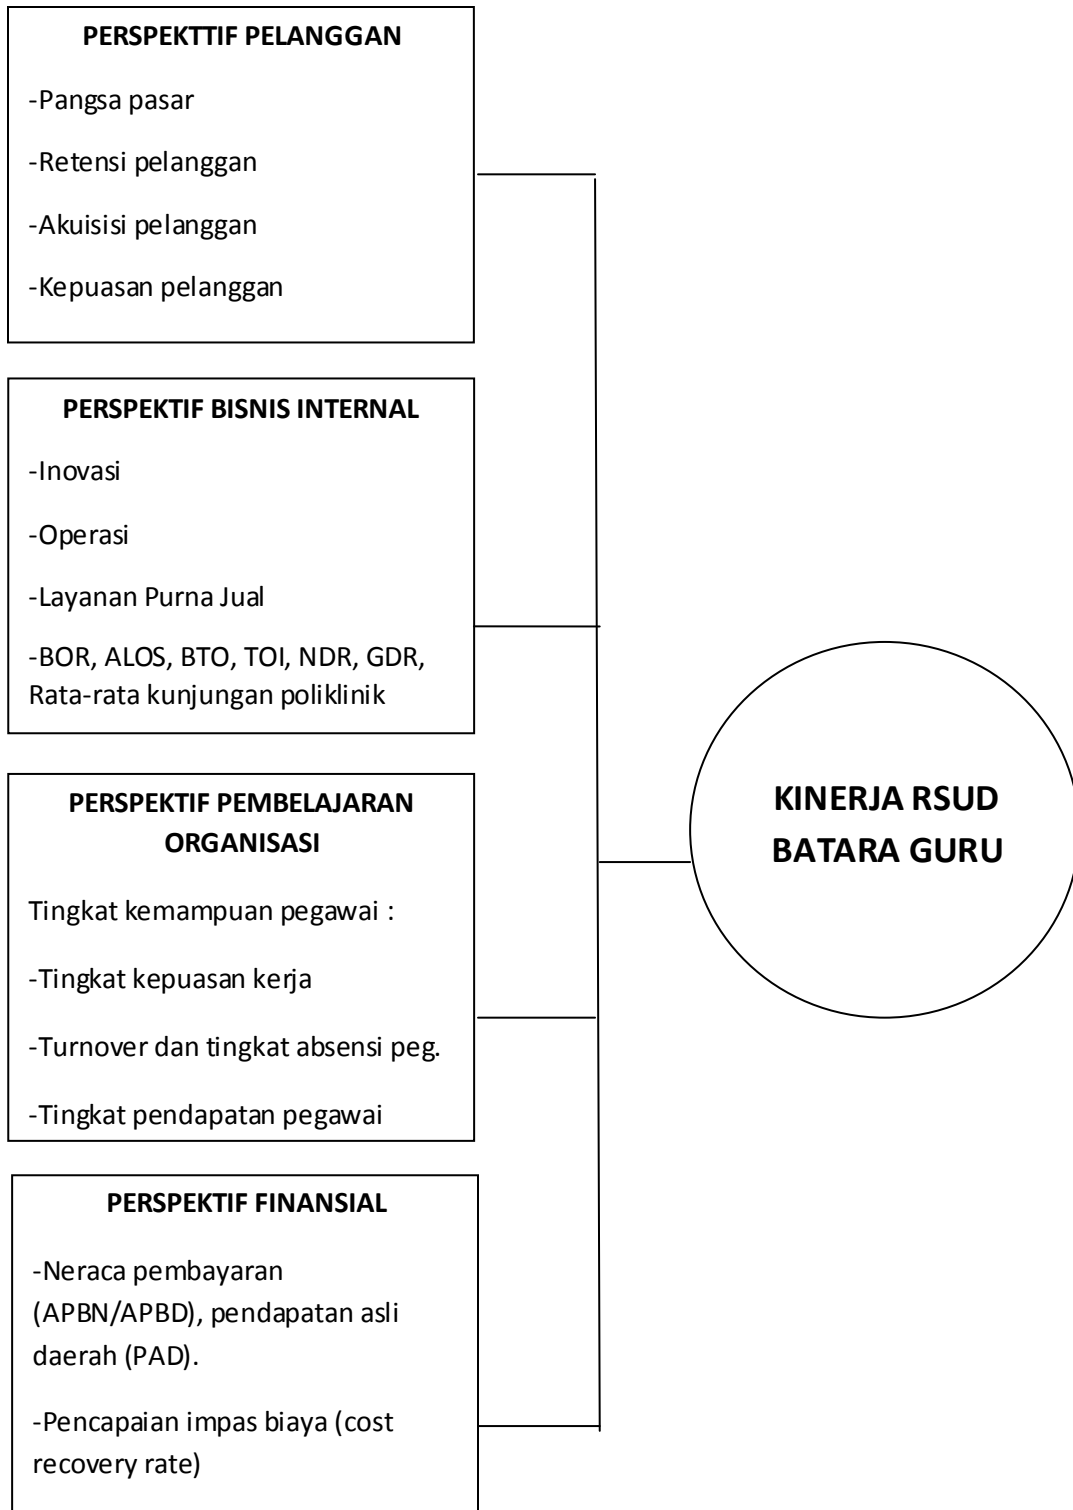 PERSPEKTTIF PELANGGAN
-Pangsa pasar
-Retensi pelanggan
-Akuisisi pelanggan
-Kepuasan pelanggan
PERSPEKTIF BISNIS INTERNAL
-Inovasi
-Operasi
-Layanan Purna Jual
-BOR, ALOS, BTO, TOI, NDR, GDR,
Rata-rata kunjungan poliklinik
PERSPEKTIF PEMBELAJARAN
ORGANISASI
Tingkat kemampuan pegawai :
-Tingkat kepuasan kerja
-Turnover dan tingkat absensi peg.
-Tingkat pendapatan pegawai
PERSPEKTIF FINANSIAL
-Neraca pembayaran
(APBN/APBD), pendapatan asli
daerah (PAD).
-Pencapaian impas biaya (cost
recovery rate)
KINERJA RSUD
BATARA GURU